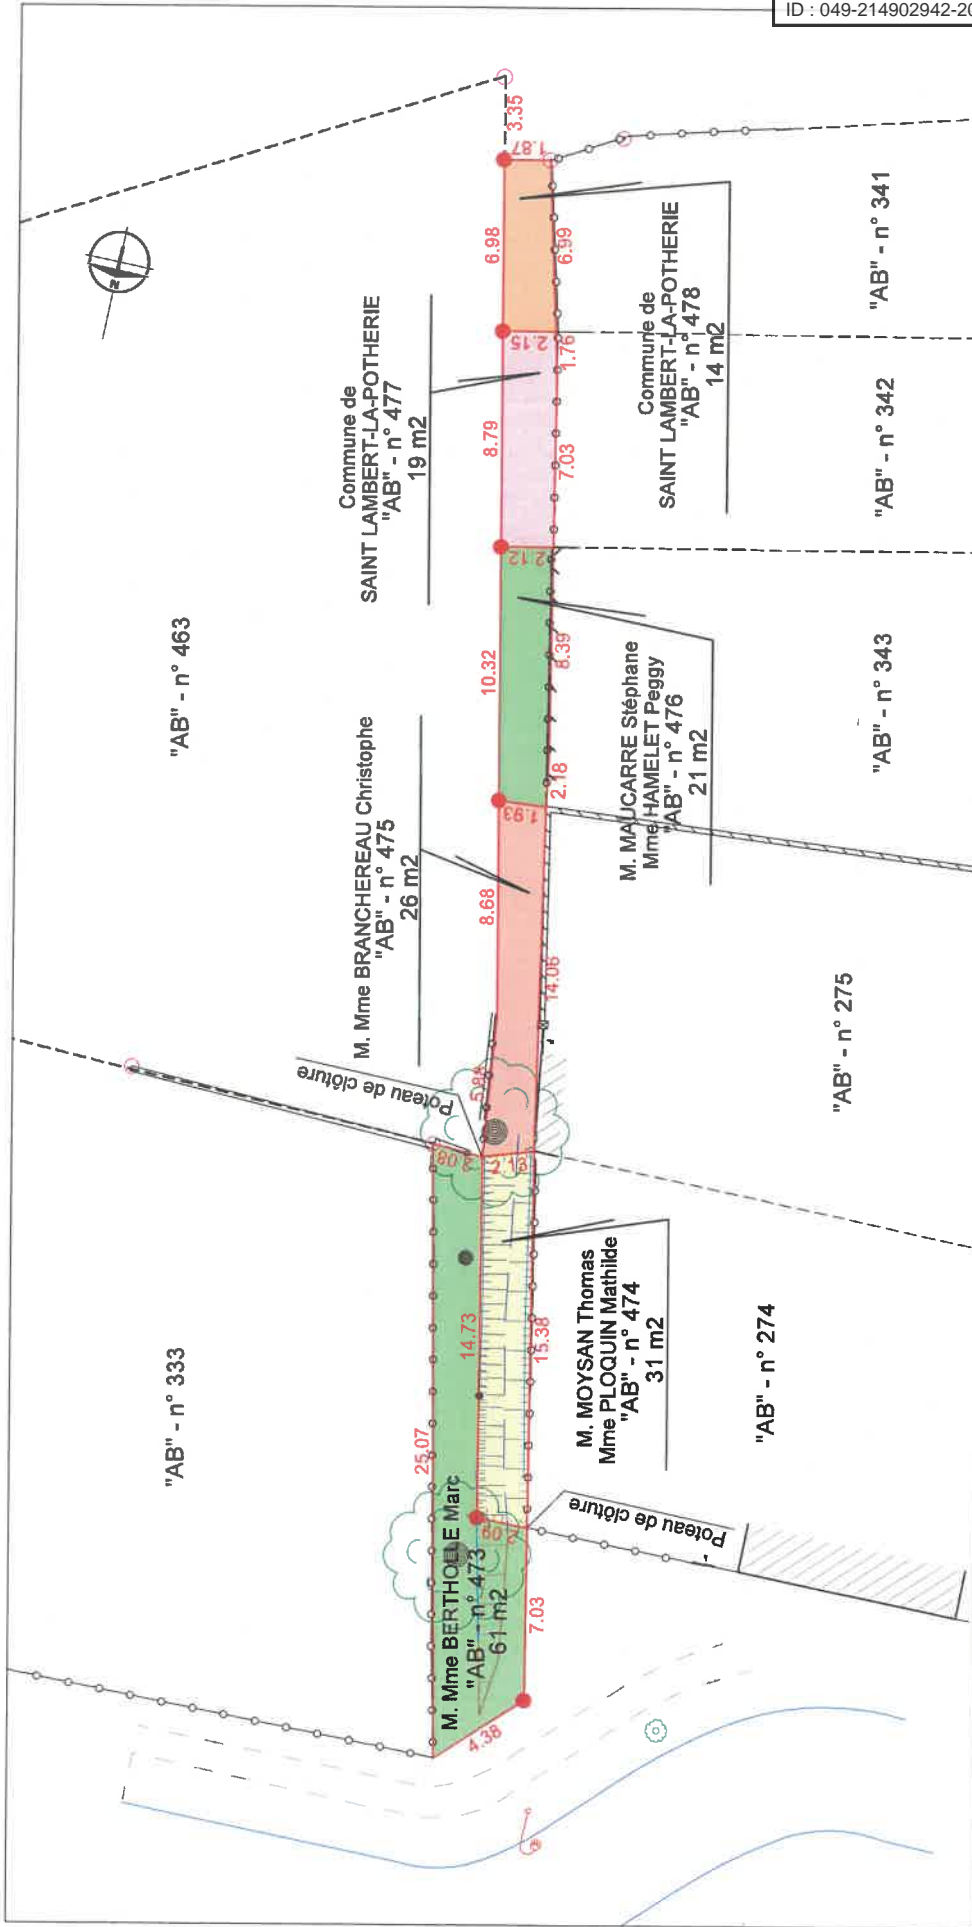 ID : 049-214902942-20
"AB" - n° 333
"AB" - n° 463
Commune de
SAINT LAMBERT-LA-POTHERIE
"AB" - n° 477
19 m2
M. Mme BRANCHEREAU Christophe
"AB" - n° 475
26 m2
Poteau de clôture
N
25.07
2.08
5.88
8.68
10.32
8.79
6.98
3.35
1.87
2.15
2.12
1.93
2.13
14.73
M. Mme BERTHOLLE Marc
"AB" - n° 473
61 m2
4.38
7.03
15.38
14.06
2.18
8.39
7.03
1.76
6.99
Poteau de clôture
M. MOYSAN Thomas
Mme PLOQUIN Mathilde
"AB" - n° 474
31 m2
M. MAUCARRE Stéphane
Mme HAMELET Peggy
"AB" - n° 476
21 m2
Commune de
SAINT LAMBERT-LA-POTHERIE
"AB" - n° 478
14 m2
"AB" - n° 274
"AB" - n° 275
"AB" - n° 343
"AB" - n° 342
"AB" - n° 341